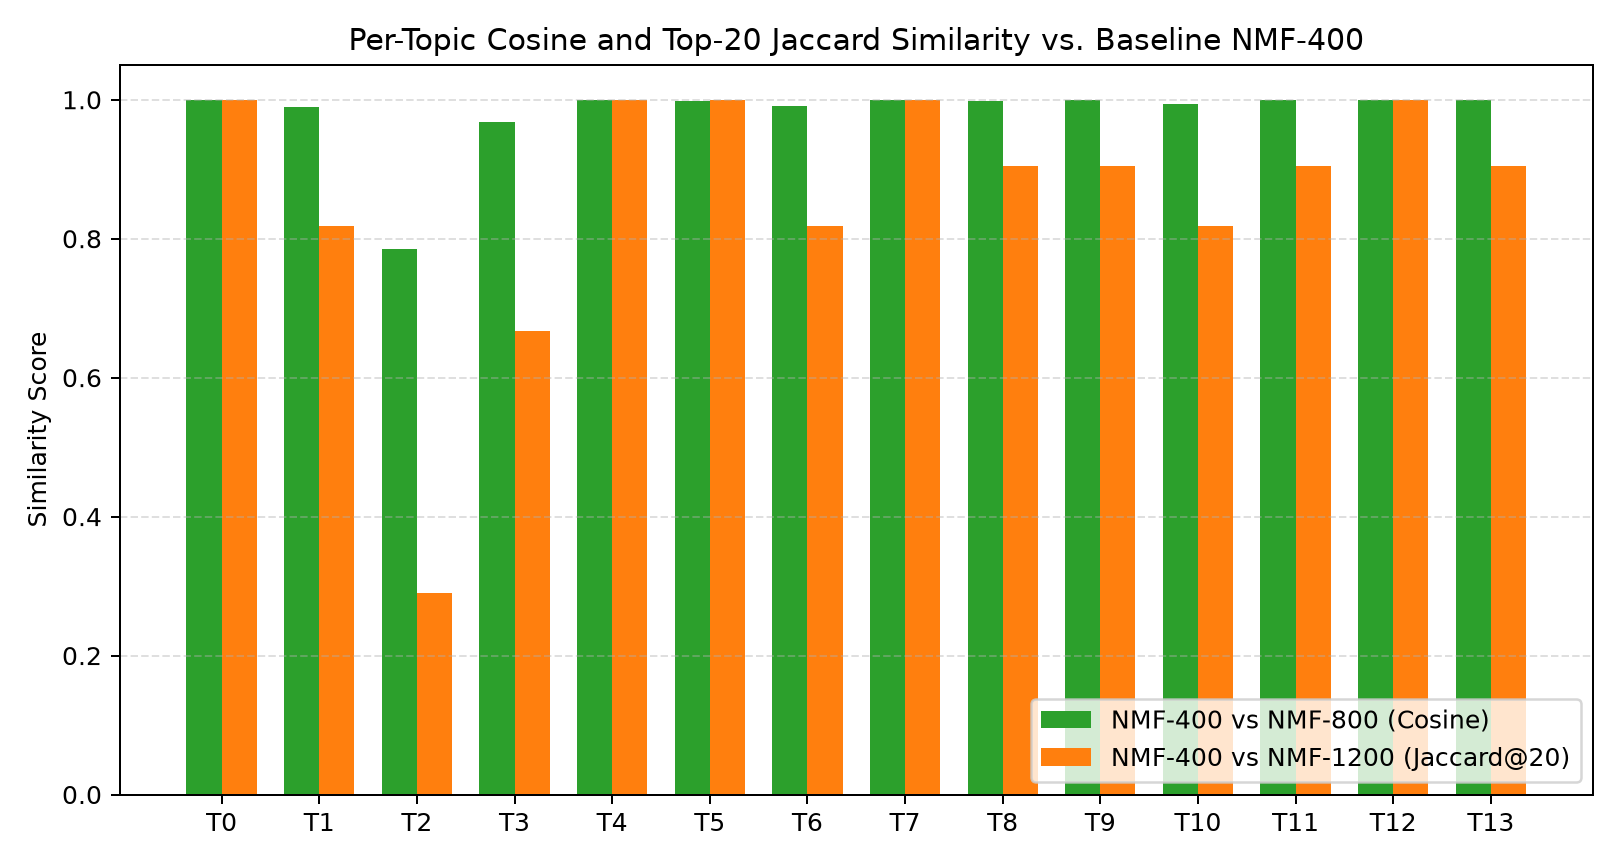 Per-Topic Cosine and Top-20 Jaccard Similarity vs. Baseline NMF-400
Similarity Score
1.0
0.8
0.6
0.4
0.2
0.0
T0 T1 T2 T3 T4 T5 T6 T7 T8 T9 T10 T11 T12 T13
NMF-400 vs NMF-800 (Cosine)
NMF-400 vs NMF-1200 (Jaccard@20)